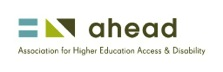 ahead
Association for Higher Education Access & Disability